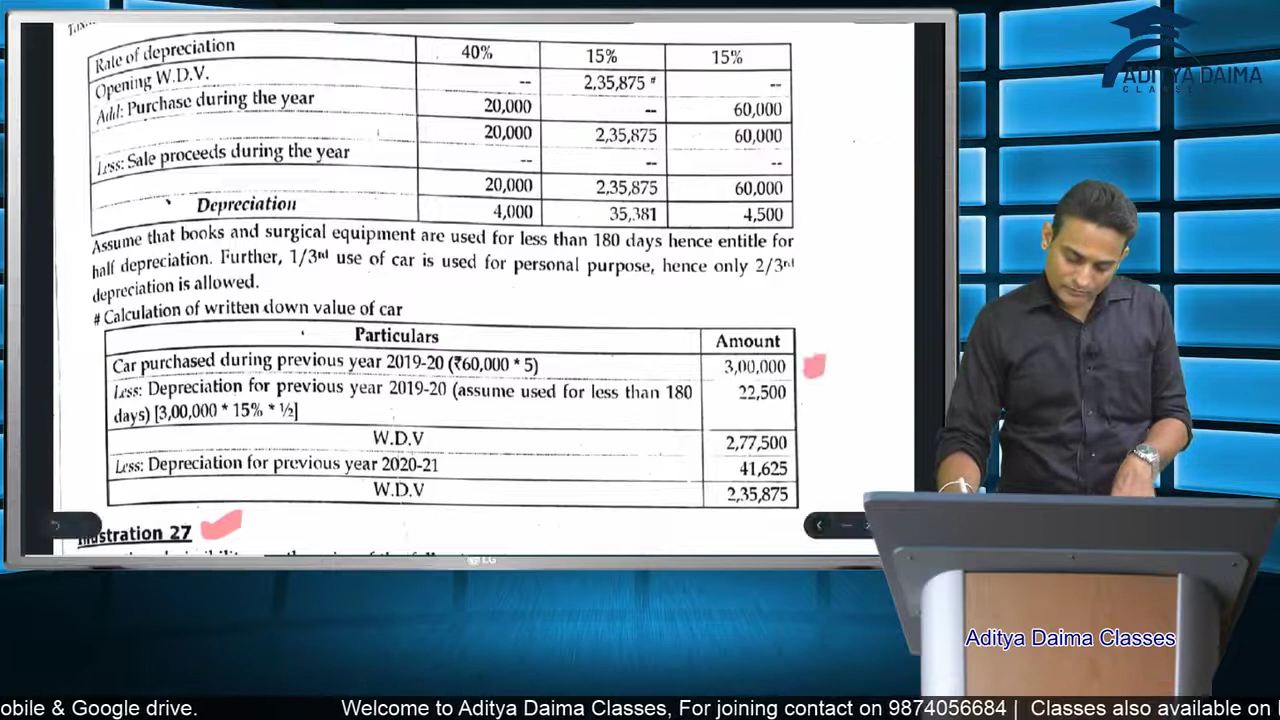 Rate of depreciation 40% 15% 15%
Opening W.D.V. -- 2,35,875 # --
Add: Purchase during the year 20,000 -- 60,000
20,000 2,35,875 60,000
Less: Sale proceeds during the year -- -- --
20,000 2,35,875 60,000
Depreciation 4,000 35,381 4,500
Assume that books and surgical equipment are used for less than 180 days hence entitle for
half depreciation. Further, 1/3rd use of car is used for personal purpose, hence only 2/3rd
depreciation is allowed.
# Calculation of written down value of car
Particulars Amount
Car purchased during previous year 2019-20 (₹60,000 * 5) 3,00,000
Less: Depreciation for previous year 2019-20 (assume used for less than 180 22,500
days) [3,00,000 * 15% * ½]
W.D.V 2,77,500
Less: Depreciation for previous year 2020-21 41,625
W.D.V 2,35,875
Illustration 27
LG
ADITYA DAIMA
CLASSES
Aditya Daima Classes
obile & Google drive. Welcome to Aditya Daima Classes, For joining contact on 9874056684 | Classes also available on